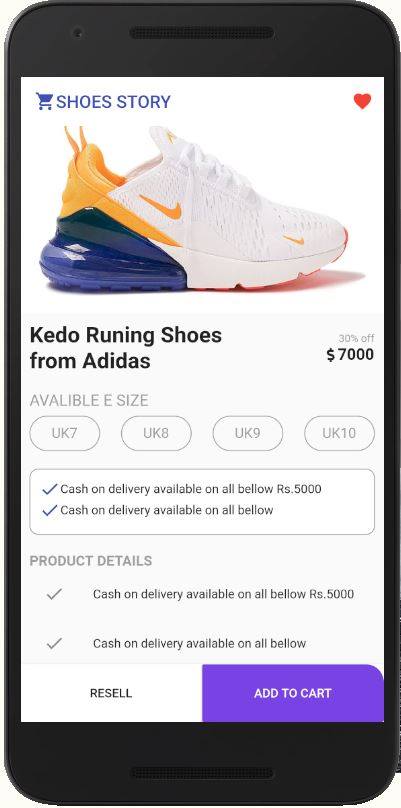 SHOES STORY
Kedo Runing Shoes
from Adidas
30% off
$7000
AVALIBLE E SIZE
UK7 UK8 UK9 UK10
Cash on delivery available on all bellow Rs.5000
Cash on delivery available on all bellow
PRODUCT DETAILS
Cash on delivery available on all bellow Rs.5000
Cash on delivery available on all bellow
RESELL ADD TO CART